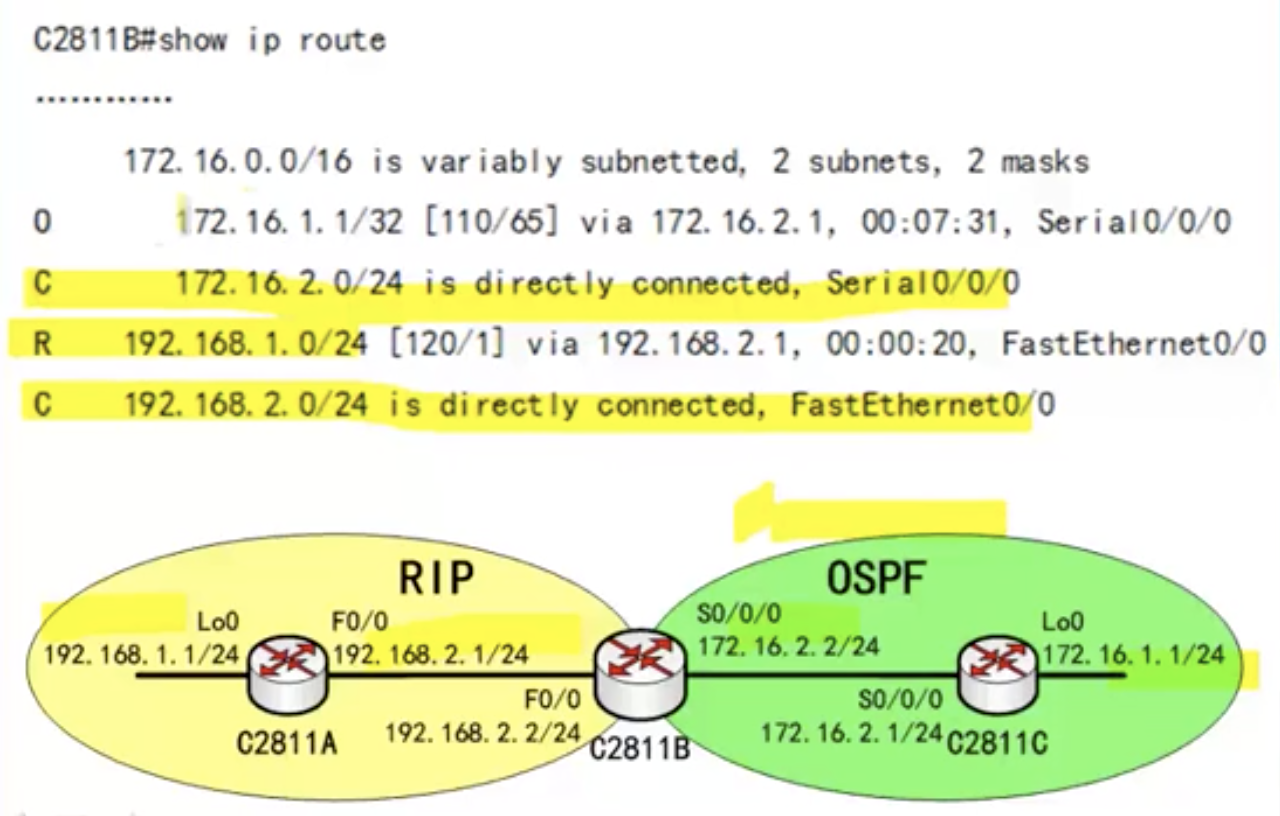 C2811B#show ip route
…………
172.16.0.0/16 is variably subnetted, 2 subnets, 2 masks
O 172.16.1.1/32 [110/65] via 172.16.2.1, 00:07:31, Serial0/0/0
C 172.16.2.0/24 is directly connected, Serial0/0/0
R 192.168.1.0/24 [120/1] via 192.168.2.1, 00:00:20, FastEthernet0/0
C 192.168.2.0/24 is directly connected, FastEthernet0/0
RIP
OSPF
Lo0
192.168.1.1/24
F0/0
192.168.2.1/24
S0/0/0
172.16.2.2/24
Lo0
172.16.1.1/24
F0/0
192.168.2.2/24
S0/0/0
172.16.2.1/24
C2811A
C2811B
C2811C